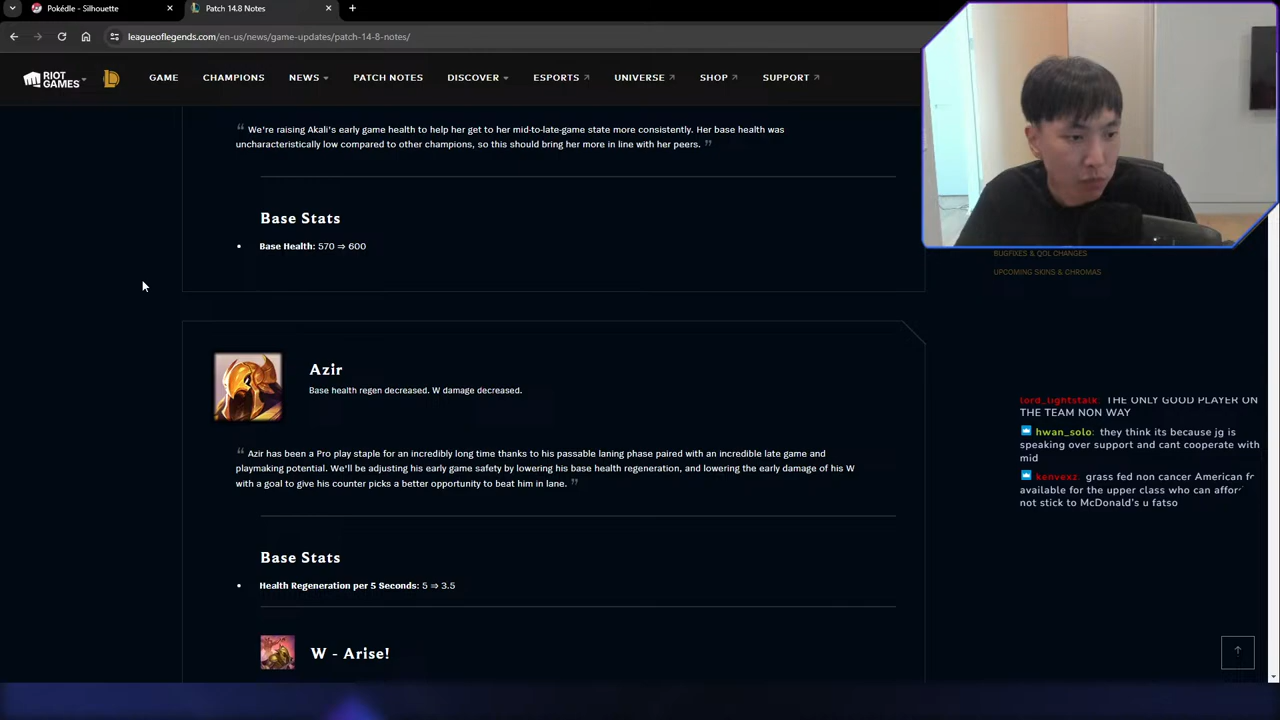 Pokédle - Silhouette
Patch 14.8 Notes
leagueoflegends.com/en-us/news/game-updates/patch-14-8-notes/
RIOT GAMES
GAME
CHAMPIONS
NEWS
PATCH NOTES
DISCOVER
ESPORTS
UNIVERSE
SHOP
SUPPORT
“ We're raising Akali's early game health to help her get to her mid-to-late-game state more consistently. Her base health was
uncharacteristically low compared to other champions, so this should bring her more in line with her peers. ”
Base Stats
• Base Health: 570 ⇒ 600
BUGFIXES & QOL CHANGES
UPCOMING SKINS & CHROMAS
Azir
Base health regen decreased. W damage decreased.
“ Azir has been a Pro play staple for an incredibly long time thanks to his passable laning phase paired with an incredible late game and
playmaking potential. We'll be adjusting his early game safety by lowering his base health regeneration, and lowering the early damage of his W
with a goal to give his counter picks a better opportunity to beat him in lane. ”
Base Stats
• Health Regeneration per 5 Seconds: 5 ⇒ 3.5
W - Arise!
lord_lightstalk: THE ONLY GOOD PLAYER ON
THE TEAM NON WAY
hwan_solo: they think its because jg is
speaking over support and cant cooperate with
mid
kenvexz: grass fed non cancer American
available for the upper class who can
not stick to McDonald's u fatso